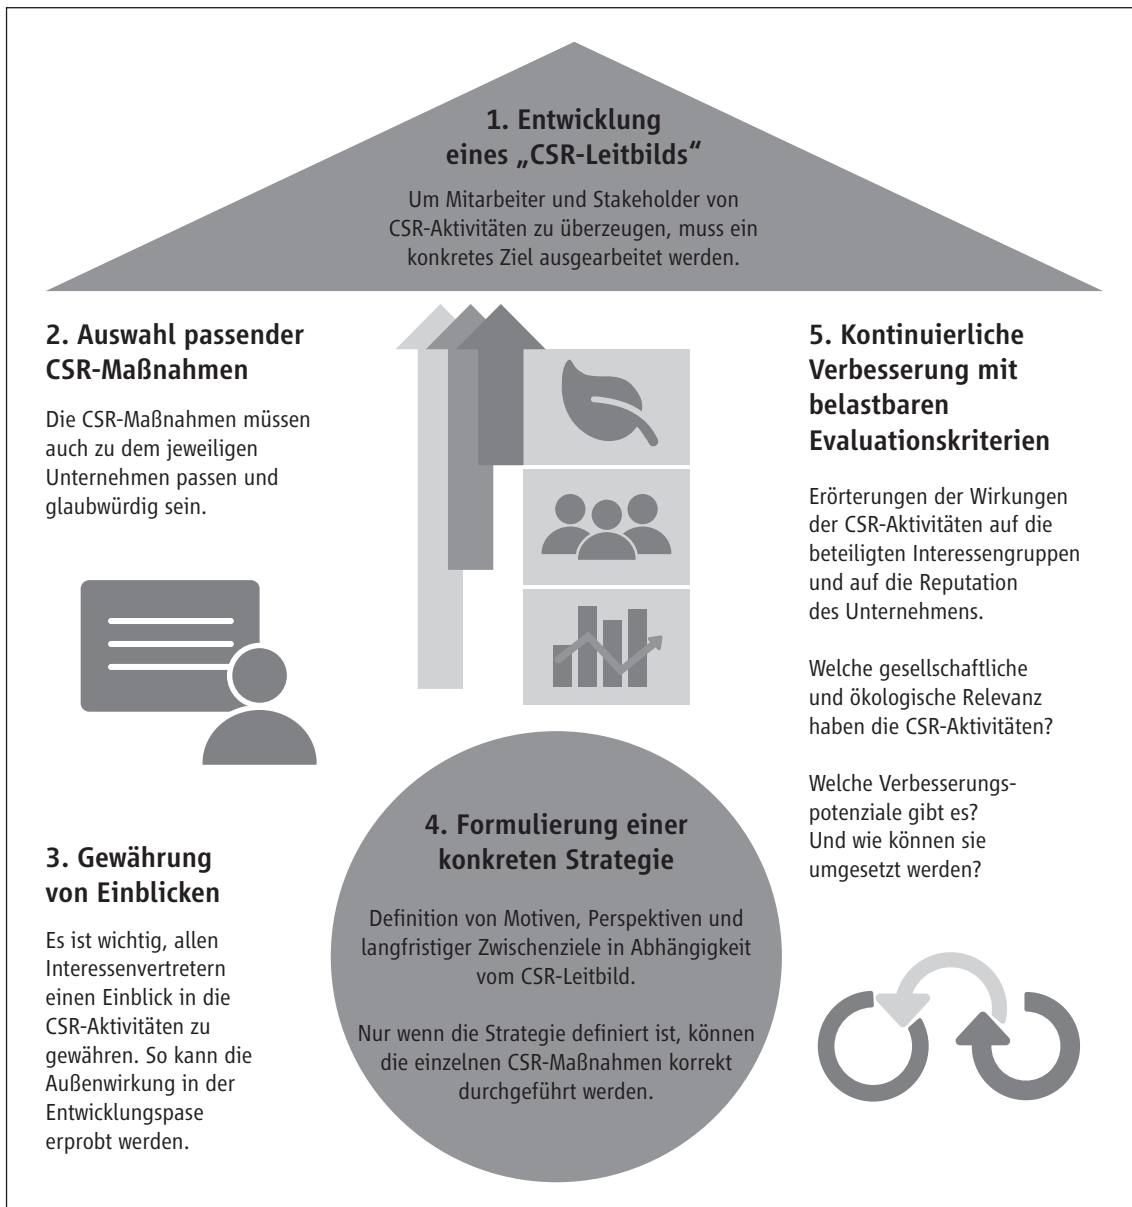 1. Entwicklung
eines „CSR-Leitbilds“
Um Mitarbeiter und Stakeholder von
CSR-Aktivitäten zu überzeugen, muss ein
konkretes Ziel ausgearbeitet werden.
2. Auswahl passender
CSR-Maßnahmen
Die CSR-Maßnahmen müssen
auch zu dem jeweiligen
Unternehmen passen und
glaubwürdig sein.
3. Gewährung
von Einblicken
Es ist wichtig, allen
Interessenvertretern
einen Einblick in die
CSR-Aktivitäten zu
gewähren. So kann die
Außenwirkung in der
Entwicklungspase
erprobt werden.
4. Formulierung einer
konkreten Strategie
Definition von Motiven, Perspektiven und
langfristiger Zwischenziele in Abhängigkeit
vom CSR-Leitbild.
Nur wenn die Strategie definiert ist, können
die einzelnen CSR-Maßnahmen korrekt
durchgeführt werden.
5. Kontinuierliche
Verbesserung mit
belastbaren
Evaluationskriterien
Erörterungen der Wirkungen
der CSR-Aktivitäten auf die
beteiligten Interessengruppen
und auf die Reputation
des Unternehmens.
Welche gesellschaftliche
und ökologische Relevanz
haben die CSR-Aktivitäten?
Welche Verbesserungs-
potenziale gibt es?
Und wie können sie
umgesetzt werden?